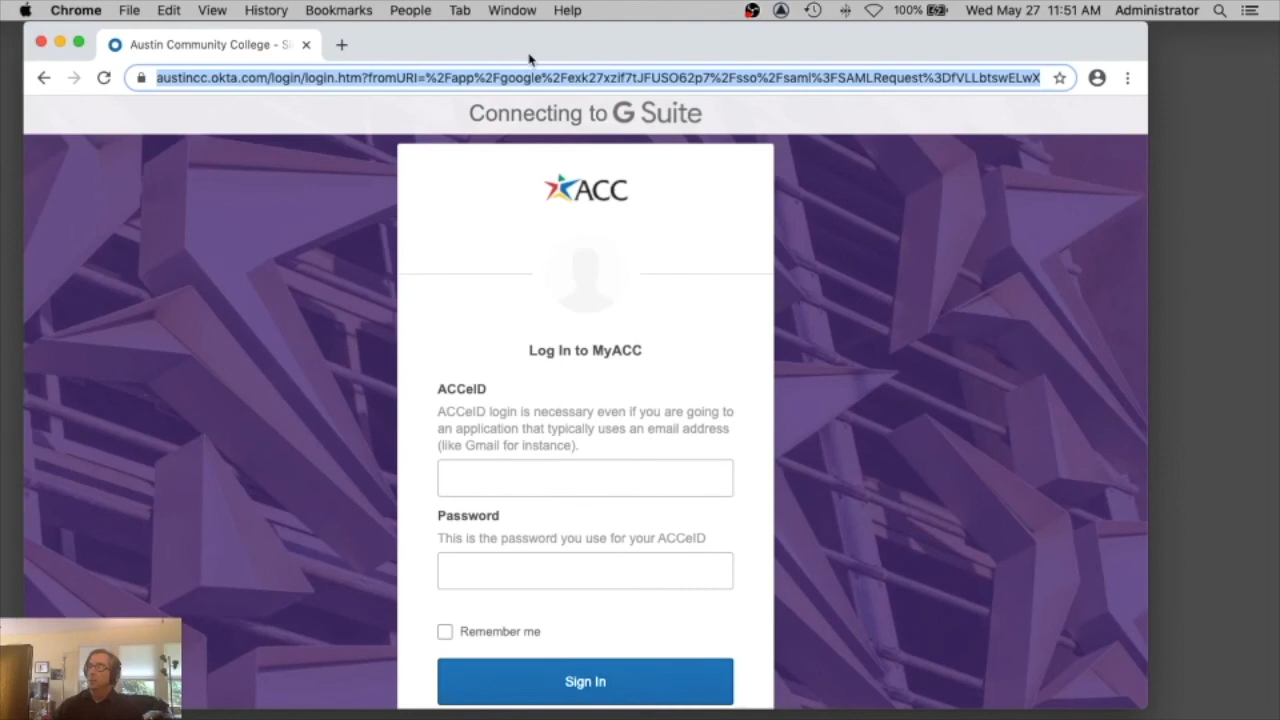 Chrome File Edit View History Bookmarks People Tab Window Help 100% Wed May 27 11:51 AM Administrator
Austin Community College - Si
austincc.okta.com/login/login.htm?fromURI=%2Fapp%2Fgoogle%2Fexk27xzif7tJFUSO62p7%2Fsso%2Fsaml%3FSAMLRequest%3DfVLLbtswELwX
Connecting to G Suite
ACC
Log In to MyACC
ACCeID
ACCeID login is necessary even if you are going to
an application that typically uses an email address
(like Gmail for instance).
Password
This is the password you use for your ACCeID
Remember me
Sign In